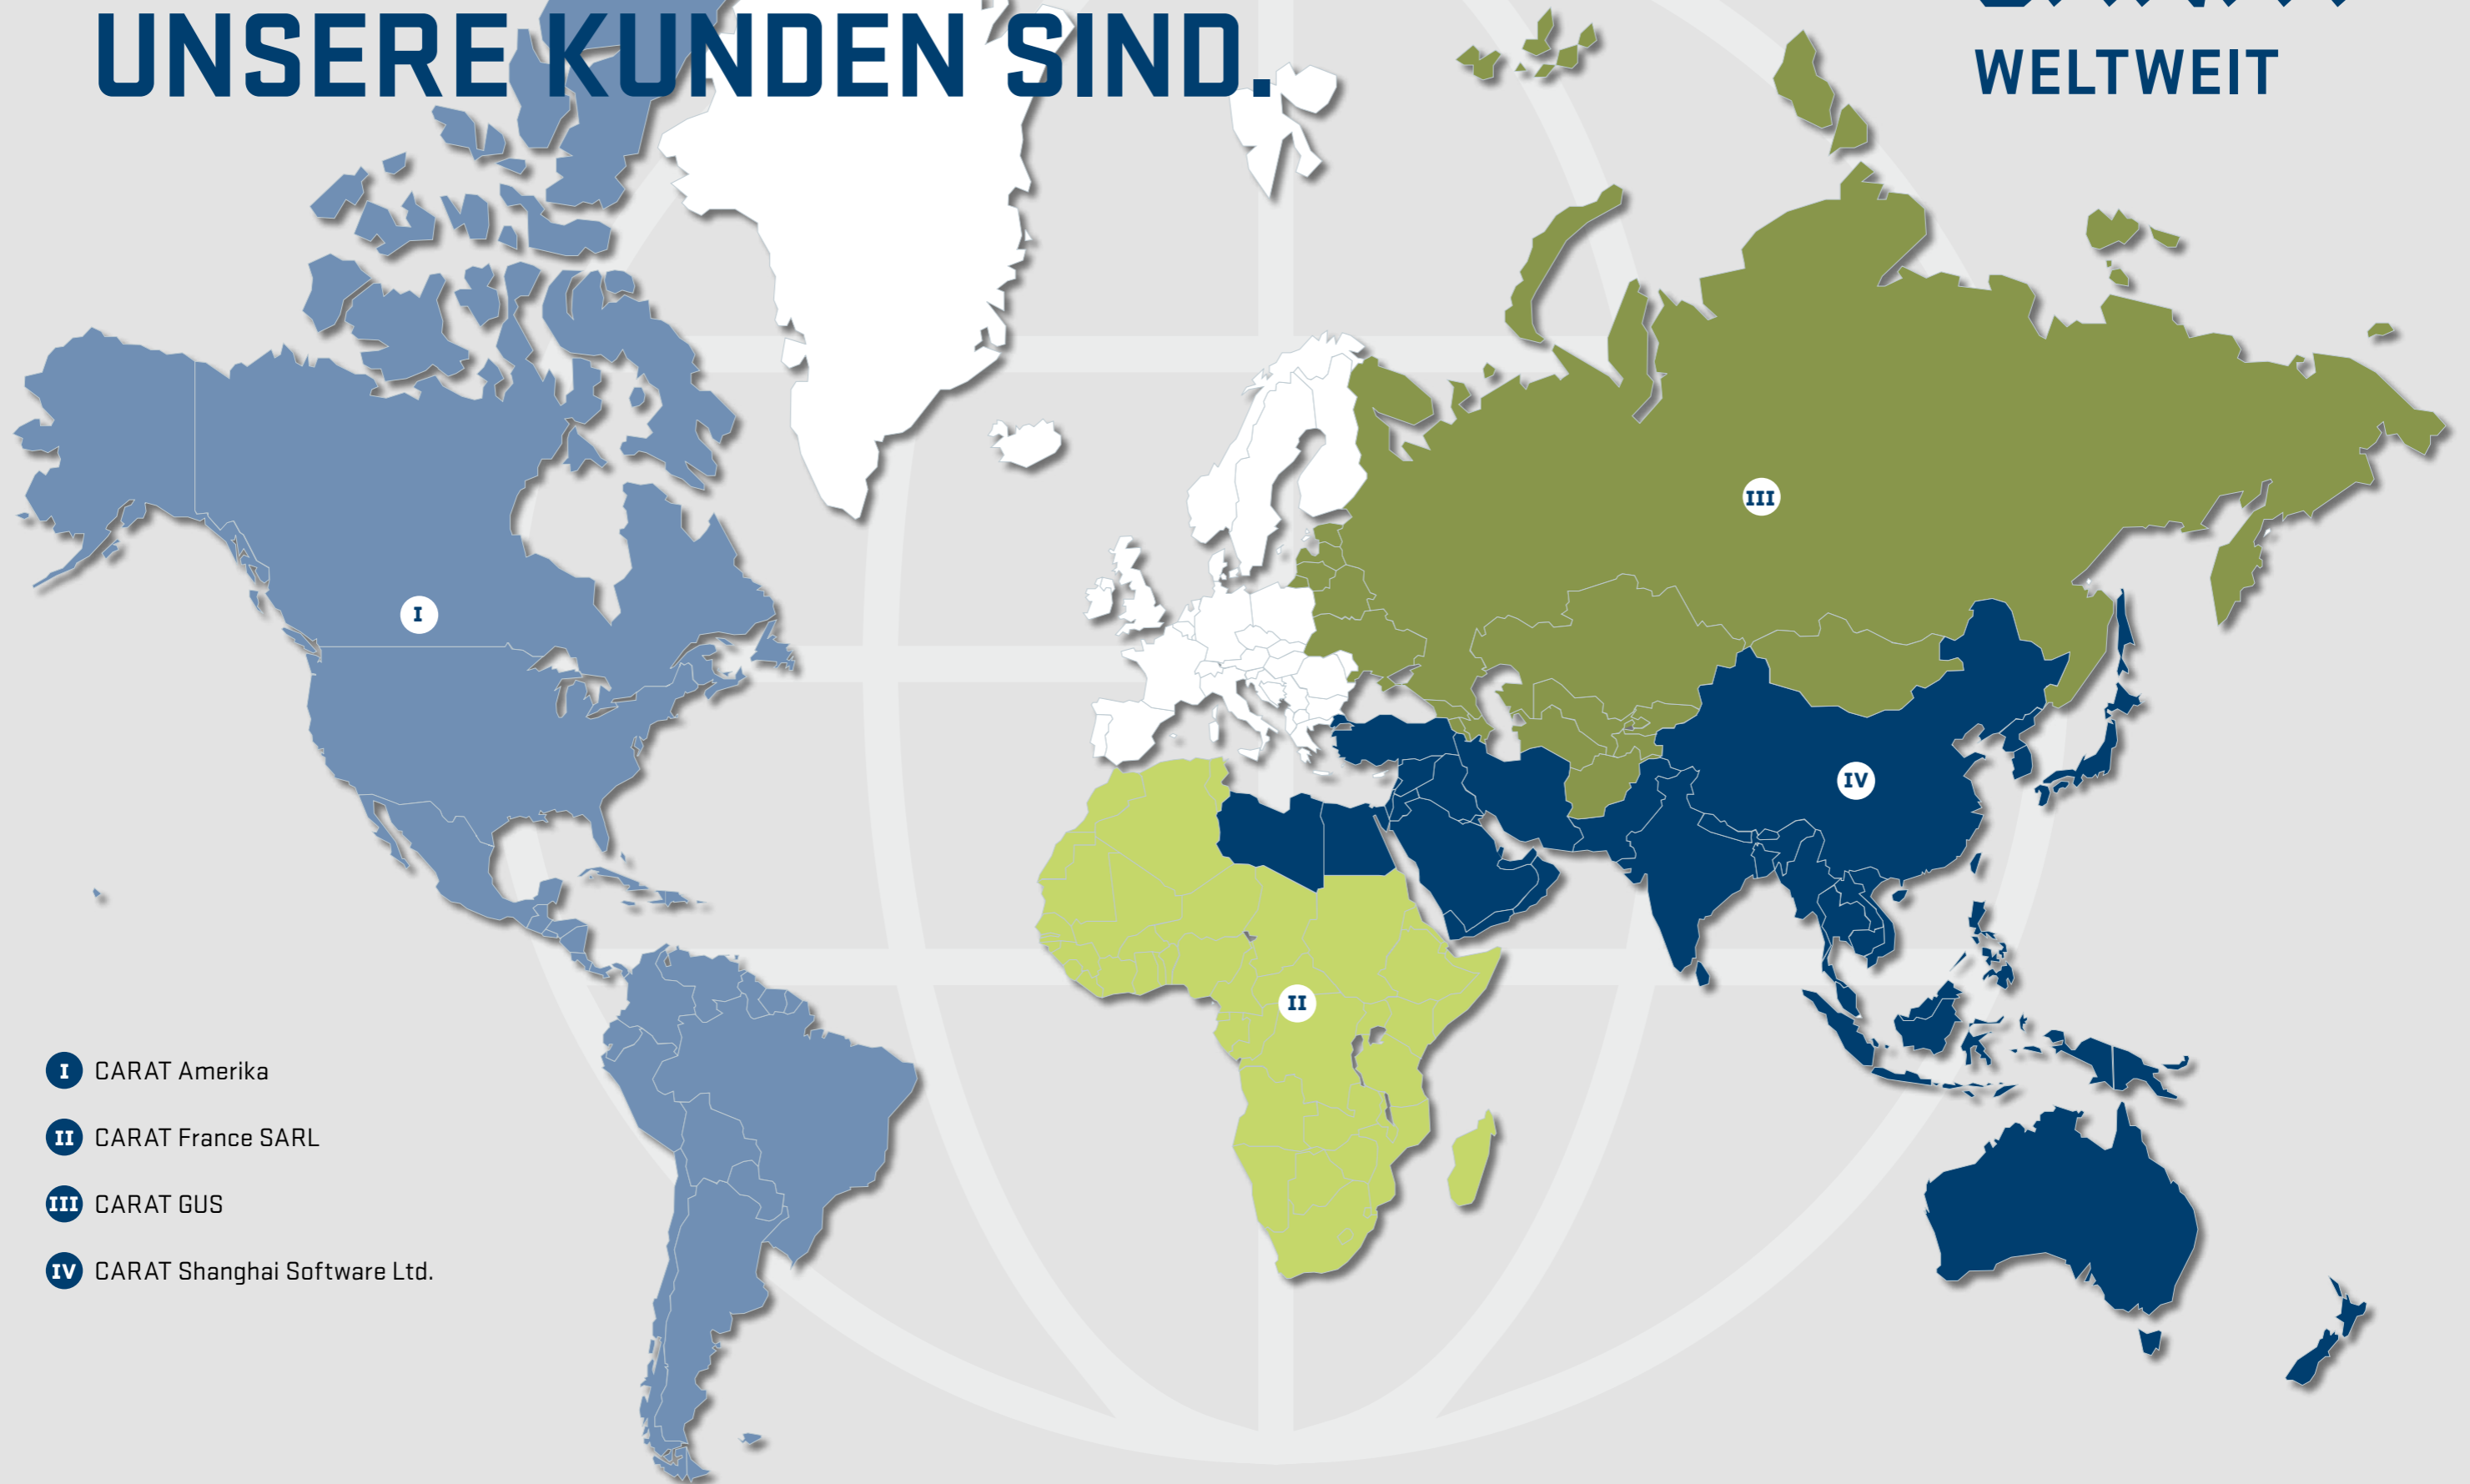 UNSERE KUNDEN SIND.
WELTWEIT
III
I
IV
II
I CARAT Amerika
II CARAT France SARL
III CARAT GUS
IV CARAT Shanghai Software Ltd.